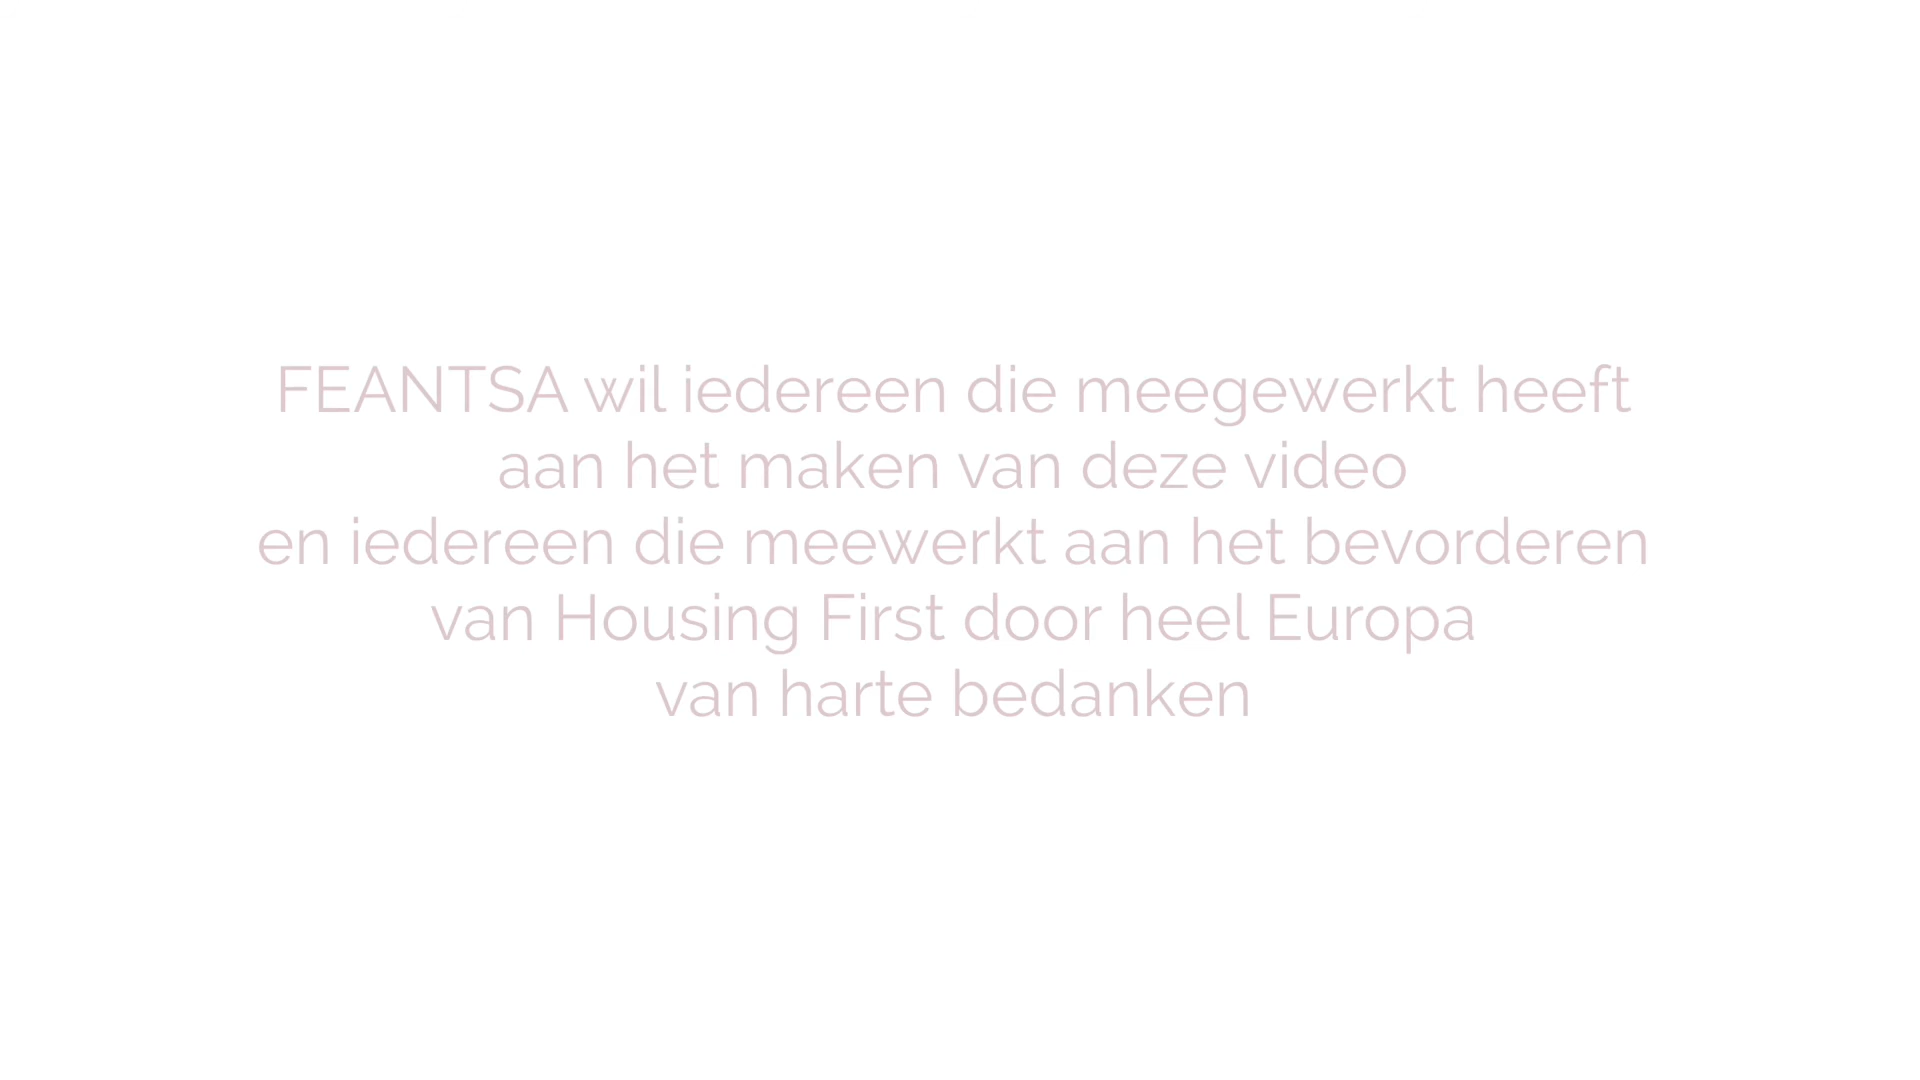 FEANTSA wil iedereen die meegewerkt heeft
aan het maken van deze video
en iedereen die meewerkt aan het bevorderen
van Housing First door heel Europa
van harte bedanken